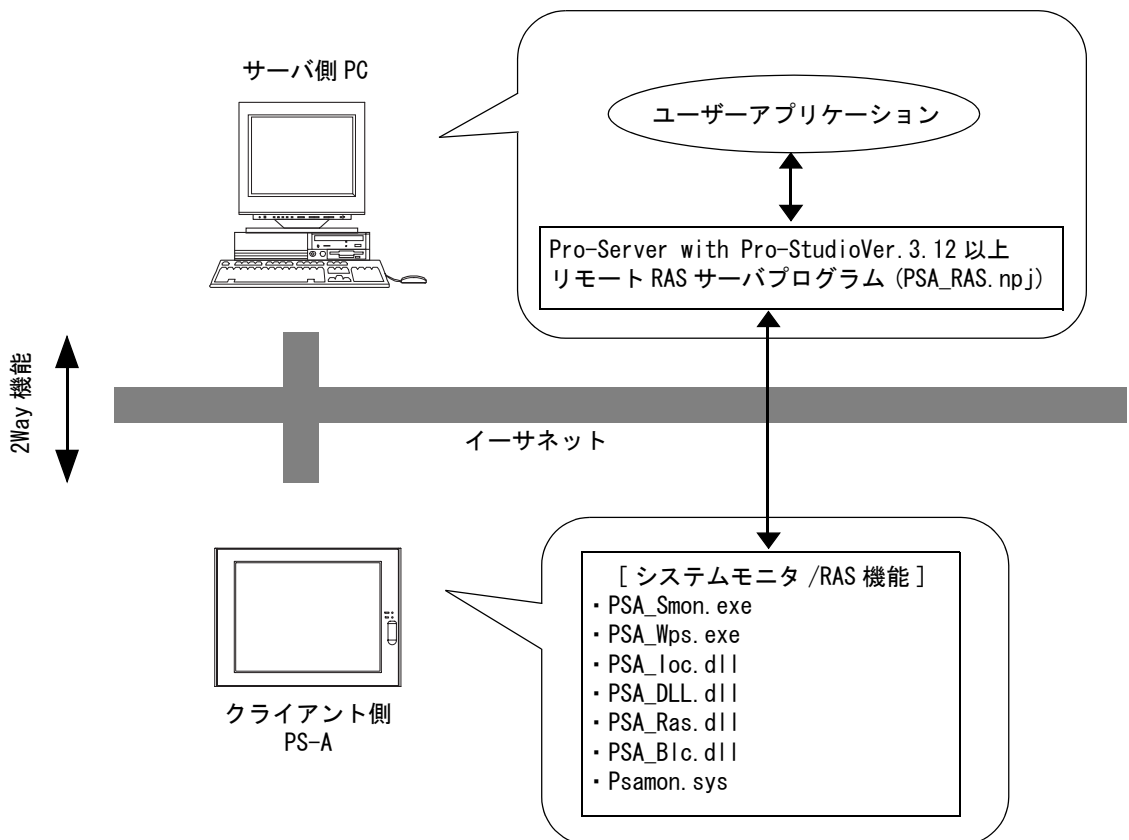 サーバ側 PC
ユーザーアプリケーション
Pro-Server with Pro-StudioVer.3.12 以上
リモート RAS サーバプログラム (PSA_RAS.npj)
2Way 機能
イーサネット
クライアント側
PS-A
[ システムモニタ /RAS 機能 ]
・PSA_Smon.exe
・PSA_Wps.exe
・PSA_Ioc.dll
・PSA_DLL.dll
・PSA_Ras.dll
・PSA_Blc.dll
・Psamon.sys